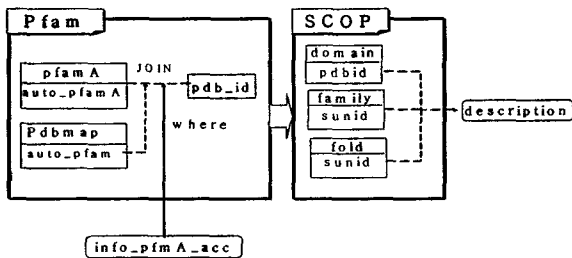 Pfam
pfamA
auto_pfamA
JOIN
pdb_id
where
Pdbmap
auto_pfam
info_pfmA_acc
SCOP
domain
pdbid
family
sunid
fold
sunid
description